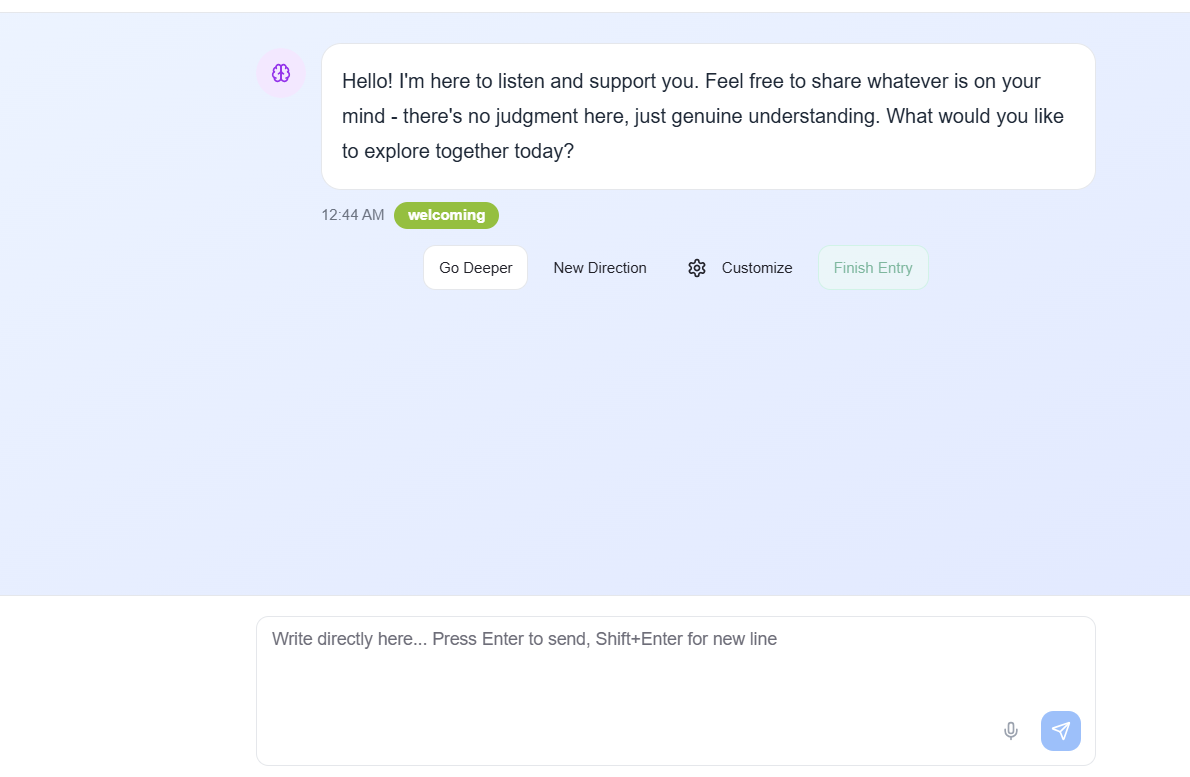 Hello! I'm here to listen and support you. Feel free to share whatever is on your
mind - there's no judgment here, just genuine understanding. What would you like
to explore together today?
12:44 AM welcoming
Go Deeper New Direction Customize Finish Entry
Write directly here... Press Enter to send, Shift+Enter for new line